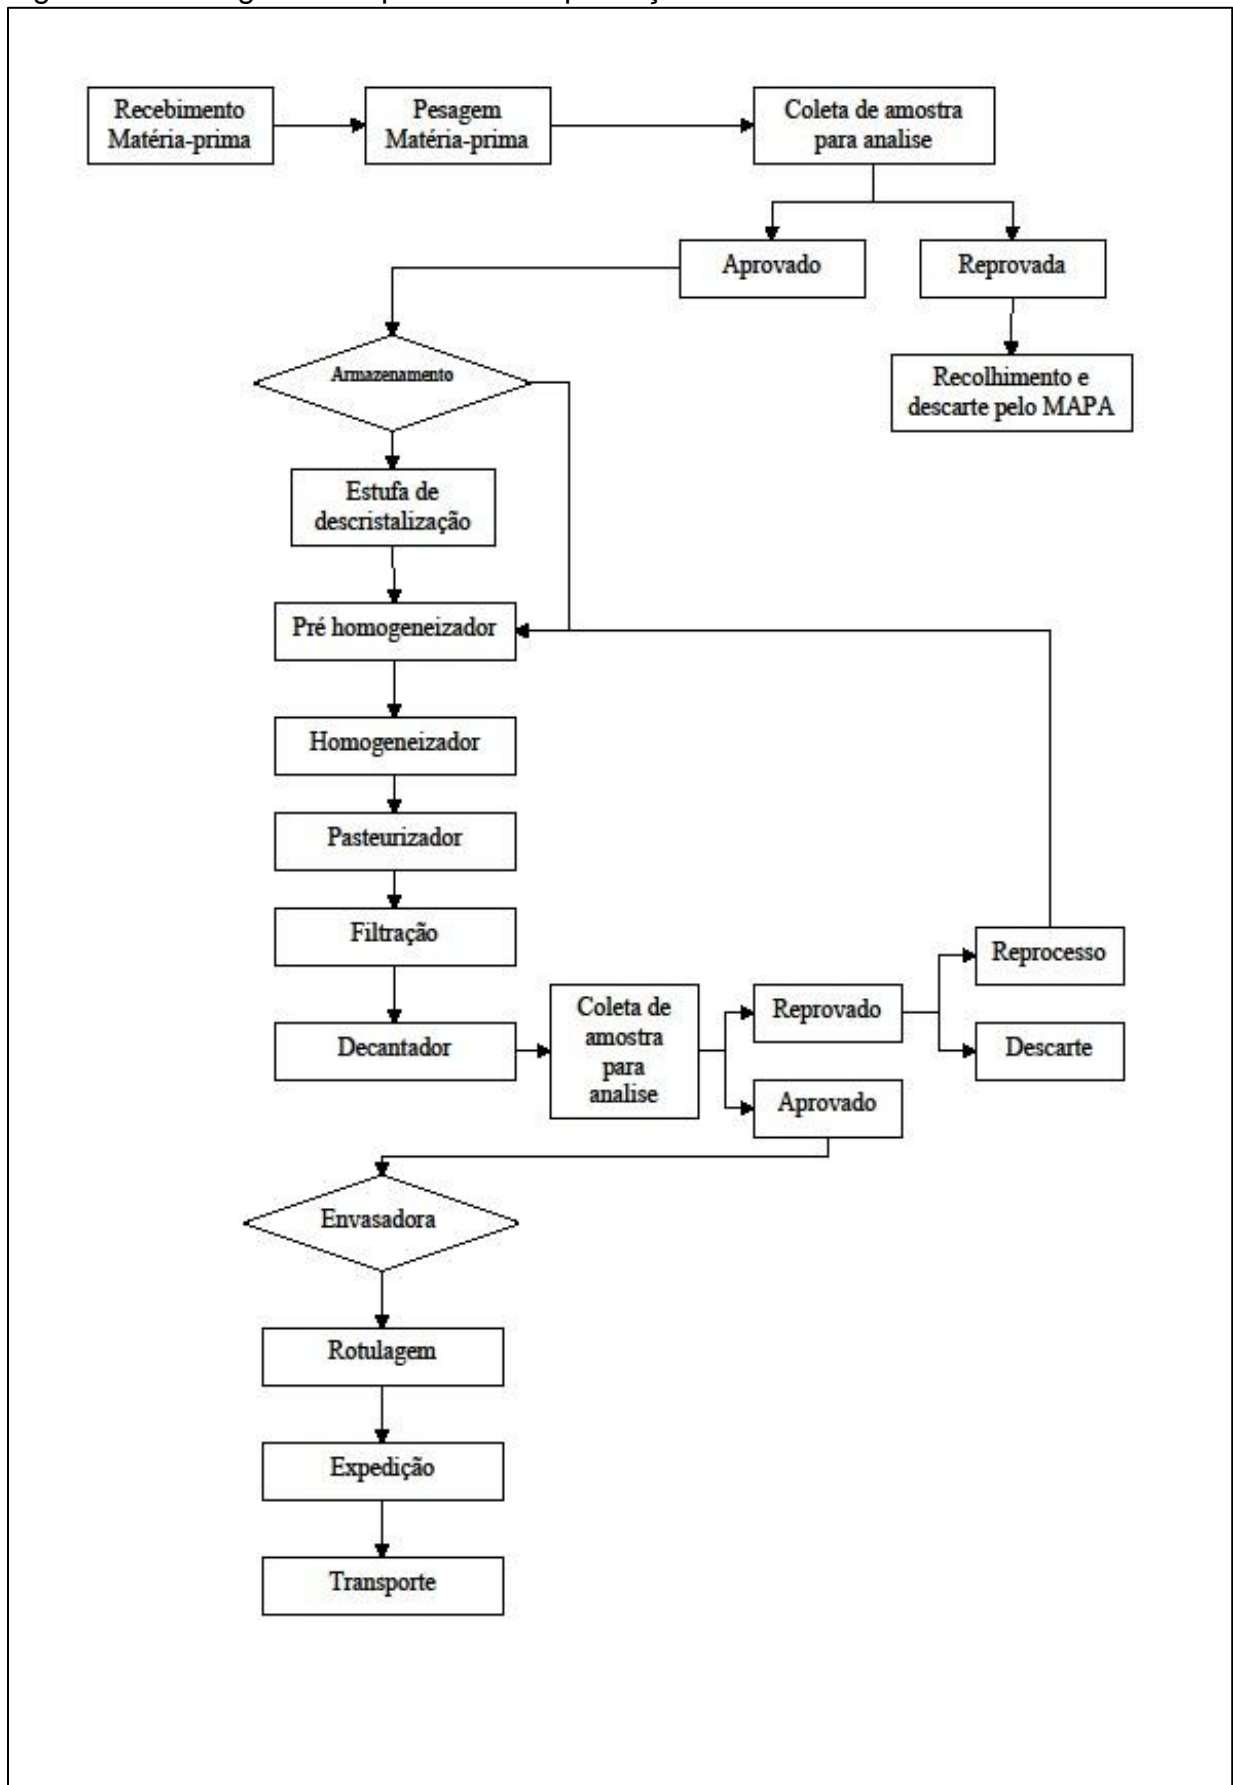 Recebimento
Matéria-prima
Pesagem
Matéria-prima
Coleta de amostra
para analise
Aprovado
Reprovada
Armazenamento
Recolhimento e
descarte pelo MAPA
Estufa de
descristalização
Pré homogeneizador
Homogeneizador
Pasteurizador
Filtração
Decantador
Coleta de
amostra
para
analise
Reprovado
Aprovado
Reprocesso
Descarte
Envasadora
Rotulagem
Expedição
Transporte